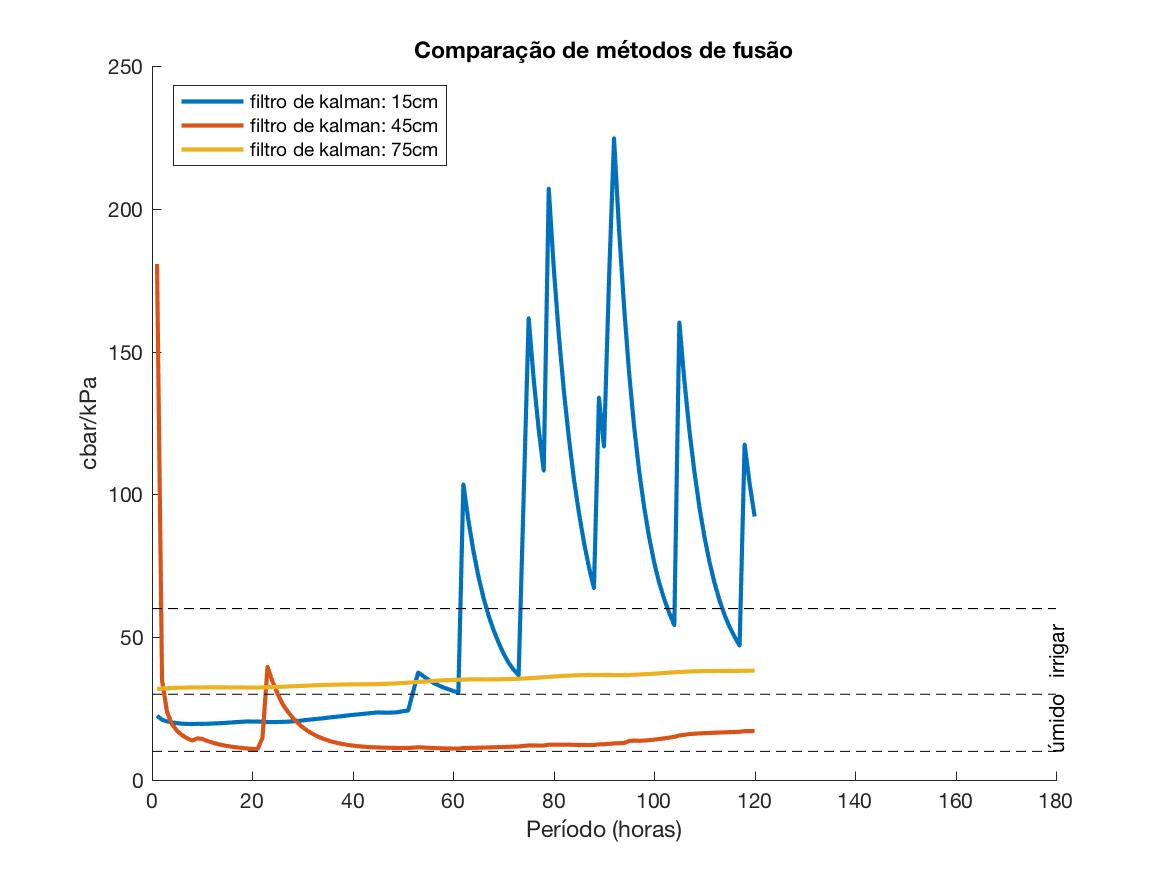 Comparação de métodos de fusão
filtro de kalman: 15cm
filtro de kalman: 45cm
filtro de kalman: 75cm
250
200
150
100
50
0
cbar/kPa
irrigar
úmido
0 20 40 60 80 100 120 140 160 180
Período (horas)